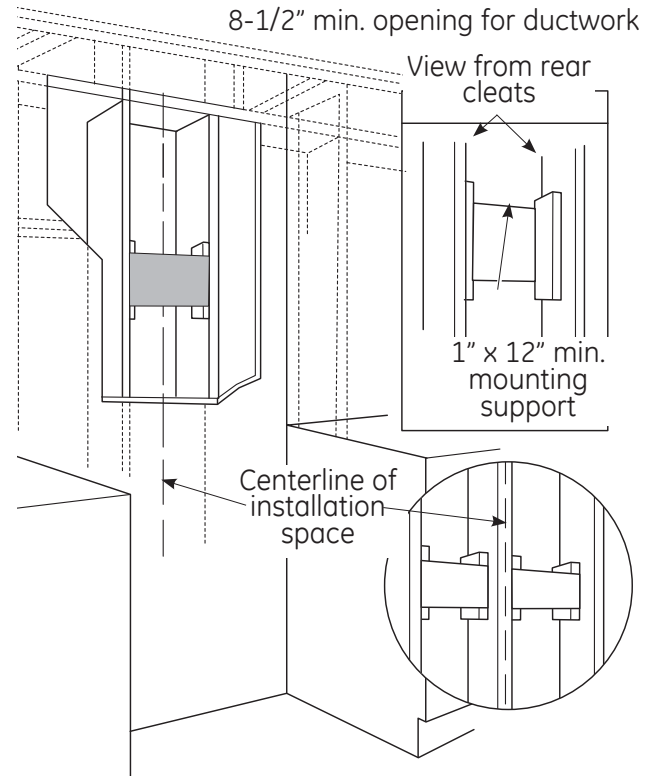 8-1/2” min. opening for ductwork
View from rear
cleats
1” x 12” min.
mounting
support
Centerline of
installation
space